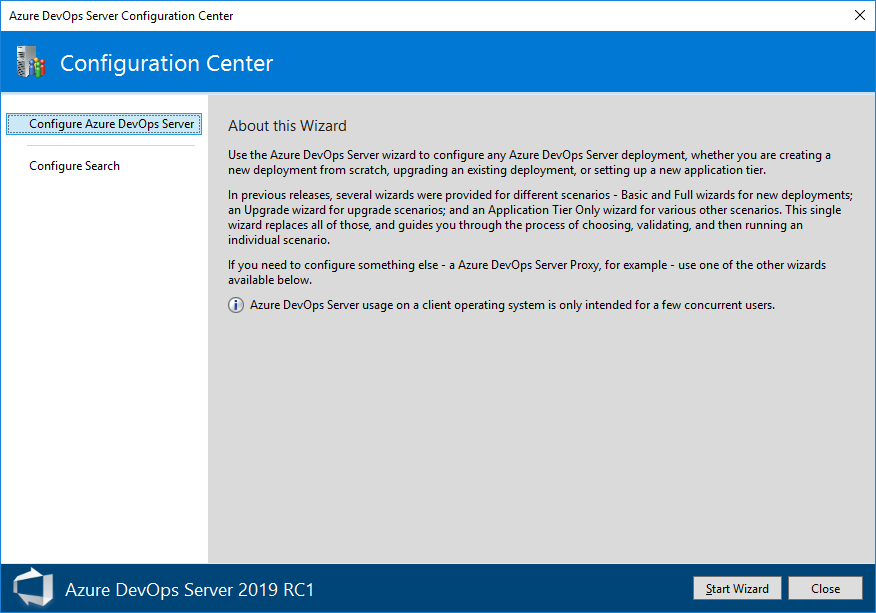 Azure DevOps Server Configuration Center
Configuration Center
Configure Azure DevOps Server
Configure Search
About this Wizard
Use the Azure DevOps Server wizard to configure any Azure DevOps Server deployment, whether you are creating a
new deployment from scratch, upgrading an existing deployment, or setting up a new application tier.
In previous releases, several wizards were provided for different scenarios - Basic and Full wizards for new deployments;
an Upgrade wizard for upgrade scenarios; and an Application Tier Only wizard for various other scenarios. This single
wizard replaces all of those, and guides you through the process of choosing, validating, and then running an
individual scenario.
If you need to configure something else - a Azure DevOps Server Proxy, for example - use one of the other wizards
available below.
Azure DevOps Server usage on a client operating system is only intended for a few concurrent users.
Azure DevOps Server 2019 RC1
Start Wizard
Close